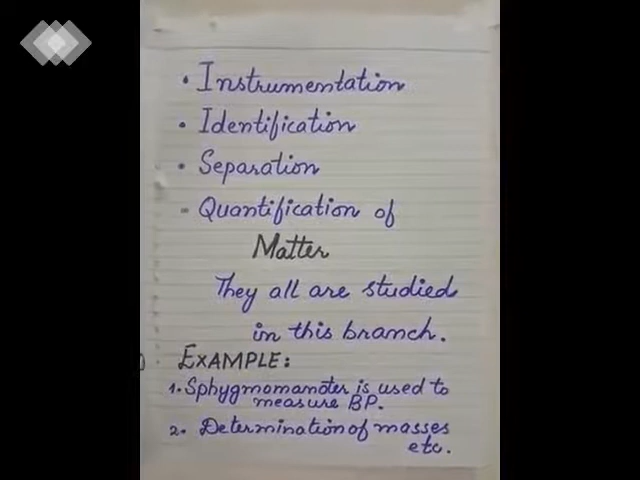 • Instrumentation
• Identification
• Separation
• Quantification of
Matter
They all are studied
in this branch.
EXAMPLE:
1. Sphygmomanoter is used to
measure BP.
2. Determination of masses
etc.